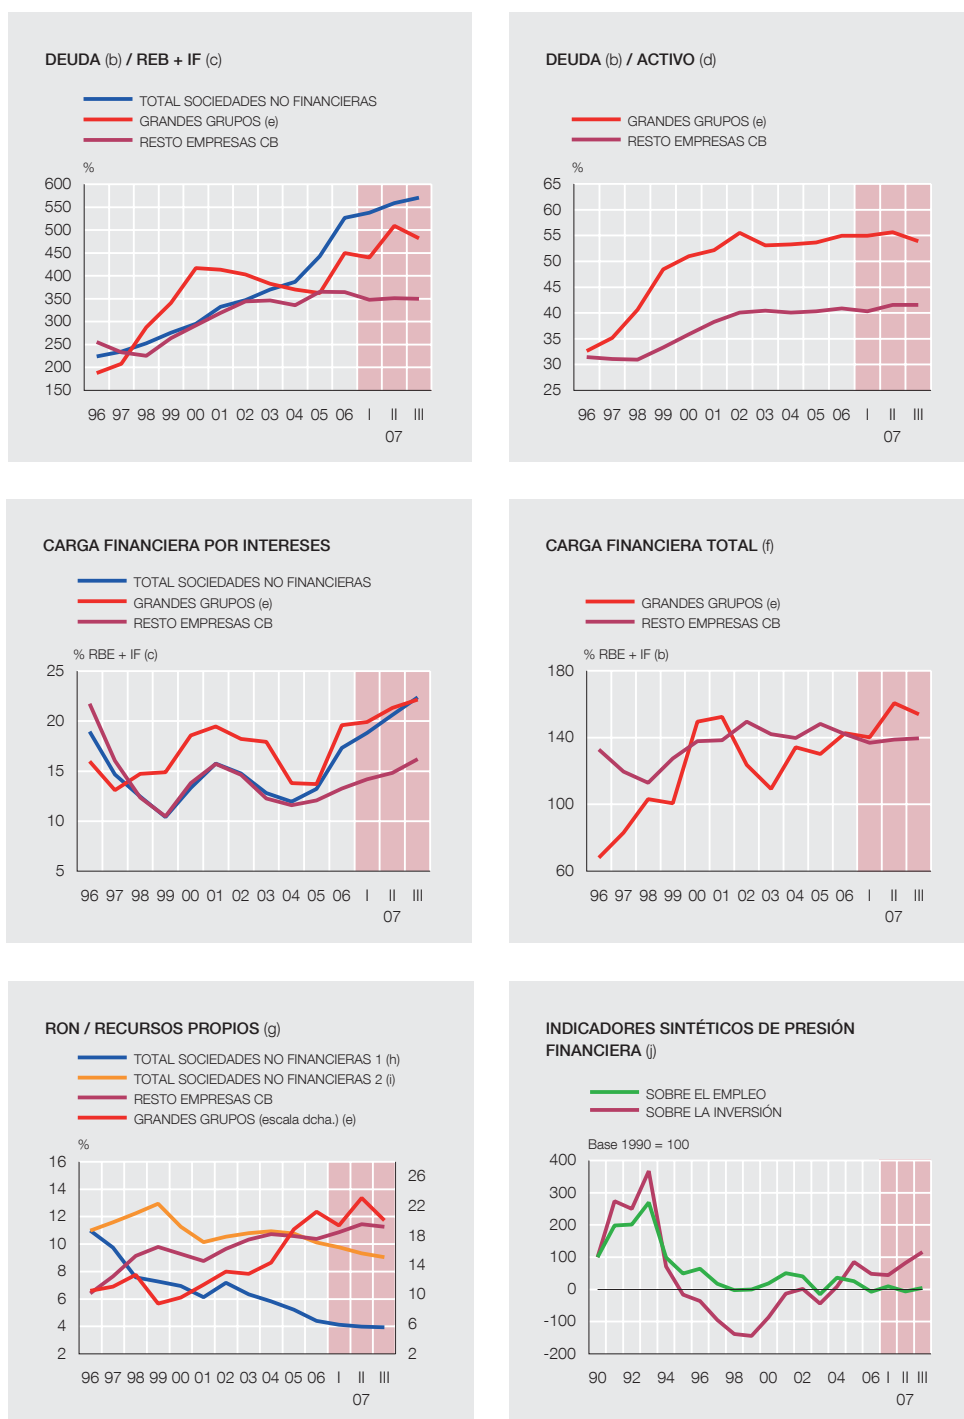 DEUDA (b) / REB + IF (c)
TOTAL SOCIEDADES NO FINANCIERAS
GRANDES GRUPOS (e)
RESTO EMPRESAS CB
%
600
550
500
450
400
350
300
250
200
150
96 97 98 99 00 01 02 03 04 05 06 I II III
07
DEUDA (b) / ACTIVO (d)
GRANDES GRUPOS (e)
RESTO EMPRESAS CB
%
65
60
55
50
45
40
35
30
25
96 97 98 99 00 01 02 03 04 05 06 I II III
07
CARGA FINANCIERA POR INTERESES
TOTAL SOCIEDADES NO FINANCIERAS
GRANDES GRUPOS (e)
RESTO EMPRESAS CB
% RBE + IF (c)
25
20
15
10
5
96 97 98 99 00 01 02 03 04 05 06 I II III
07
CARGA FINANCIERA TOTAL (f)
GRANDES GRUPOS (e)
RESTO EMPRESAS CB
% RBE + IF (b)
180
140
100
60
96 97 98 99 00 01 02 03 04 05 06 I II III
07
RON / RECURSOS PROPIOS (g)
TOTAL SOCIEDADES NO FINANCIERAS 1 (h)
TOTAL SOCIEDADES NO FINANCIERAS 2 (i)
RESTO EMPRESAS CB
GRANDES GRUPOS (escala dcha.) (e)
%
16
14
12
10
8
6
4
2
26
22
18
14
10
6
2
96 97 98 99 00 01 02 03 04 05 06 I II III
07
INDICADORES SINTÉTICOS DE PRESIÓN
FINANCIERA (j)
SOBRE EL EMPLEO
SOBRE LA INVERSIÓN
Base 1990 = 100
400
300
200
100
0
-100
-200
90 92 94 96 98 00 02 04 06 I II III
07